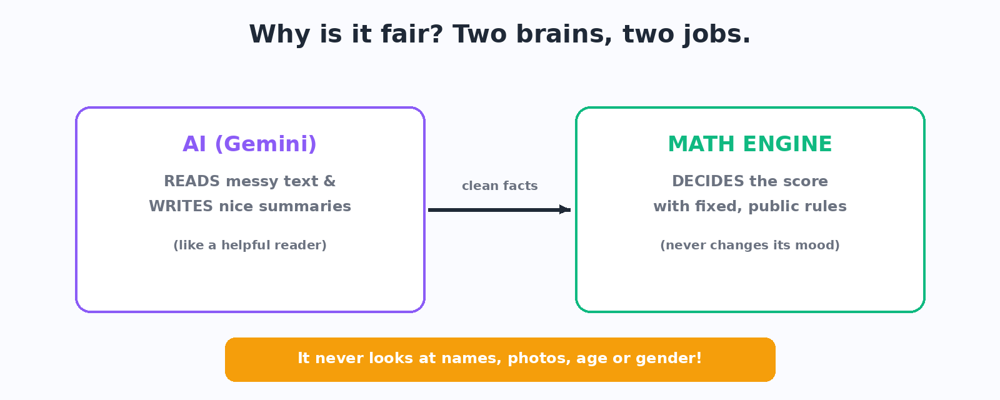 Why is it fair? Two brains, two jobs.
AI (Gemini)
READS messy text &
WRITES nice summaries
(like a helpful reader)
clean facts
MATH ENGINE
DECIDES the score
with fixed, public rules
(never changes its mood)
It never looks at names, photos, age or gender!